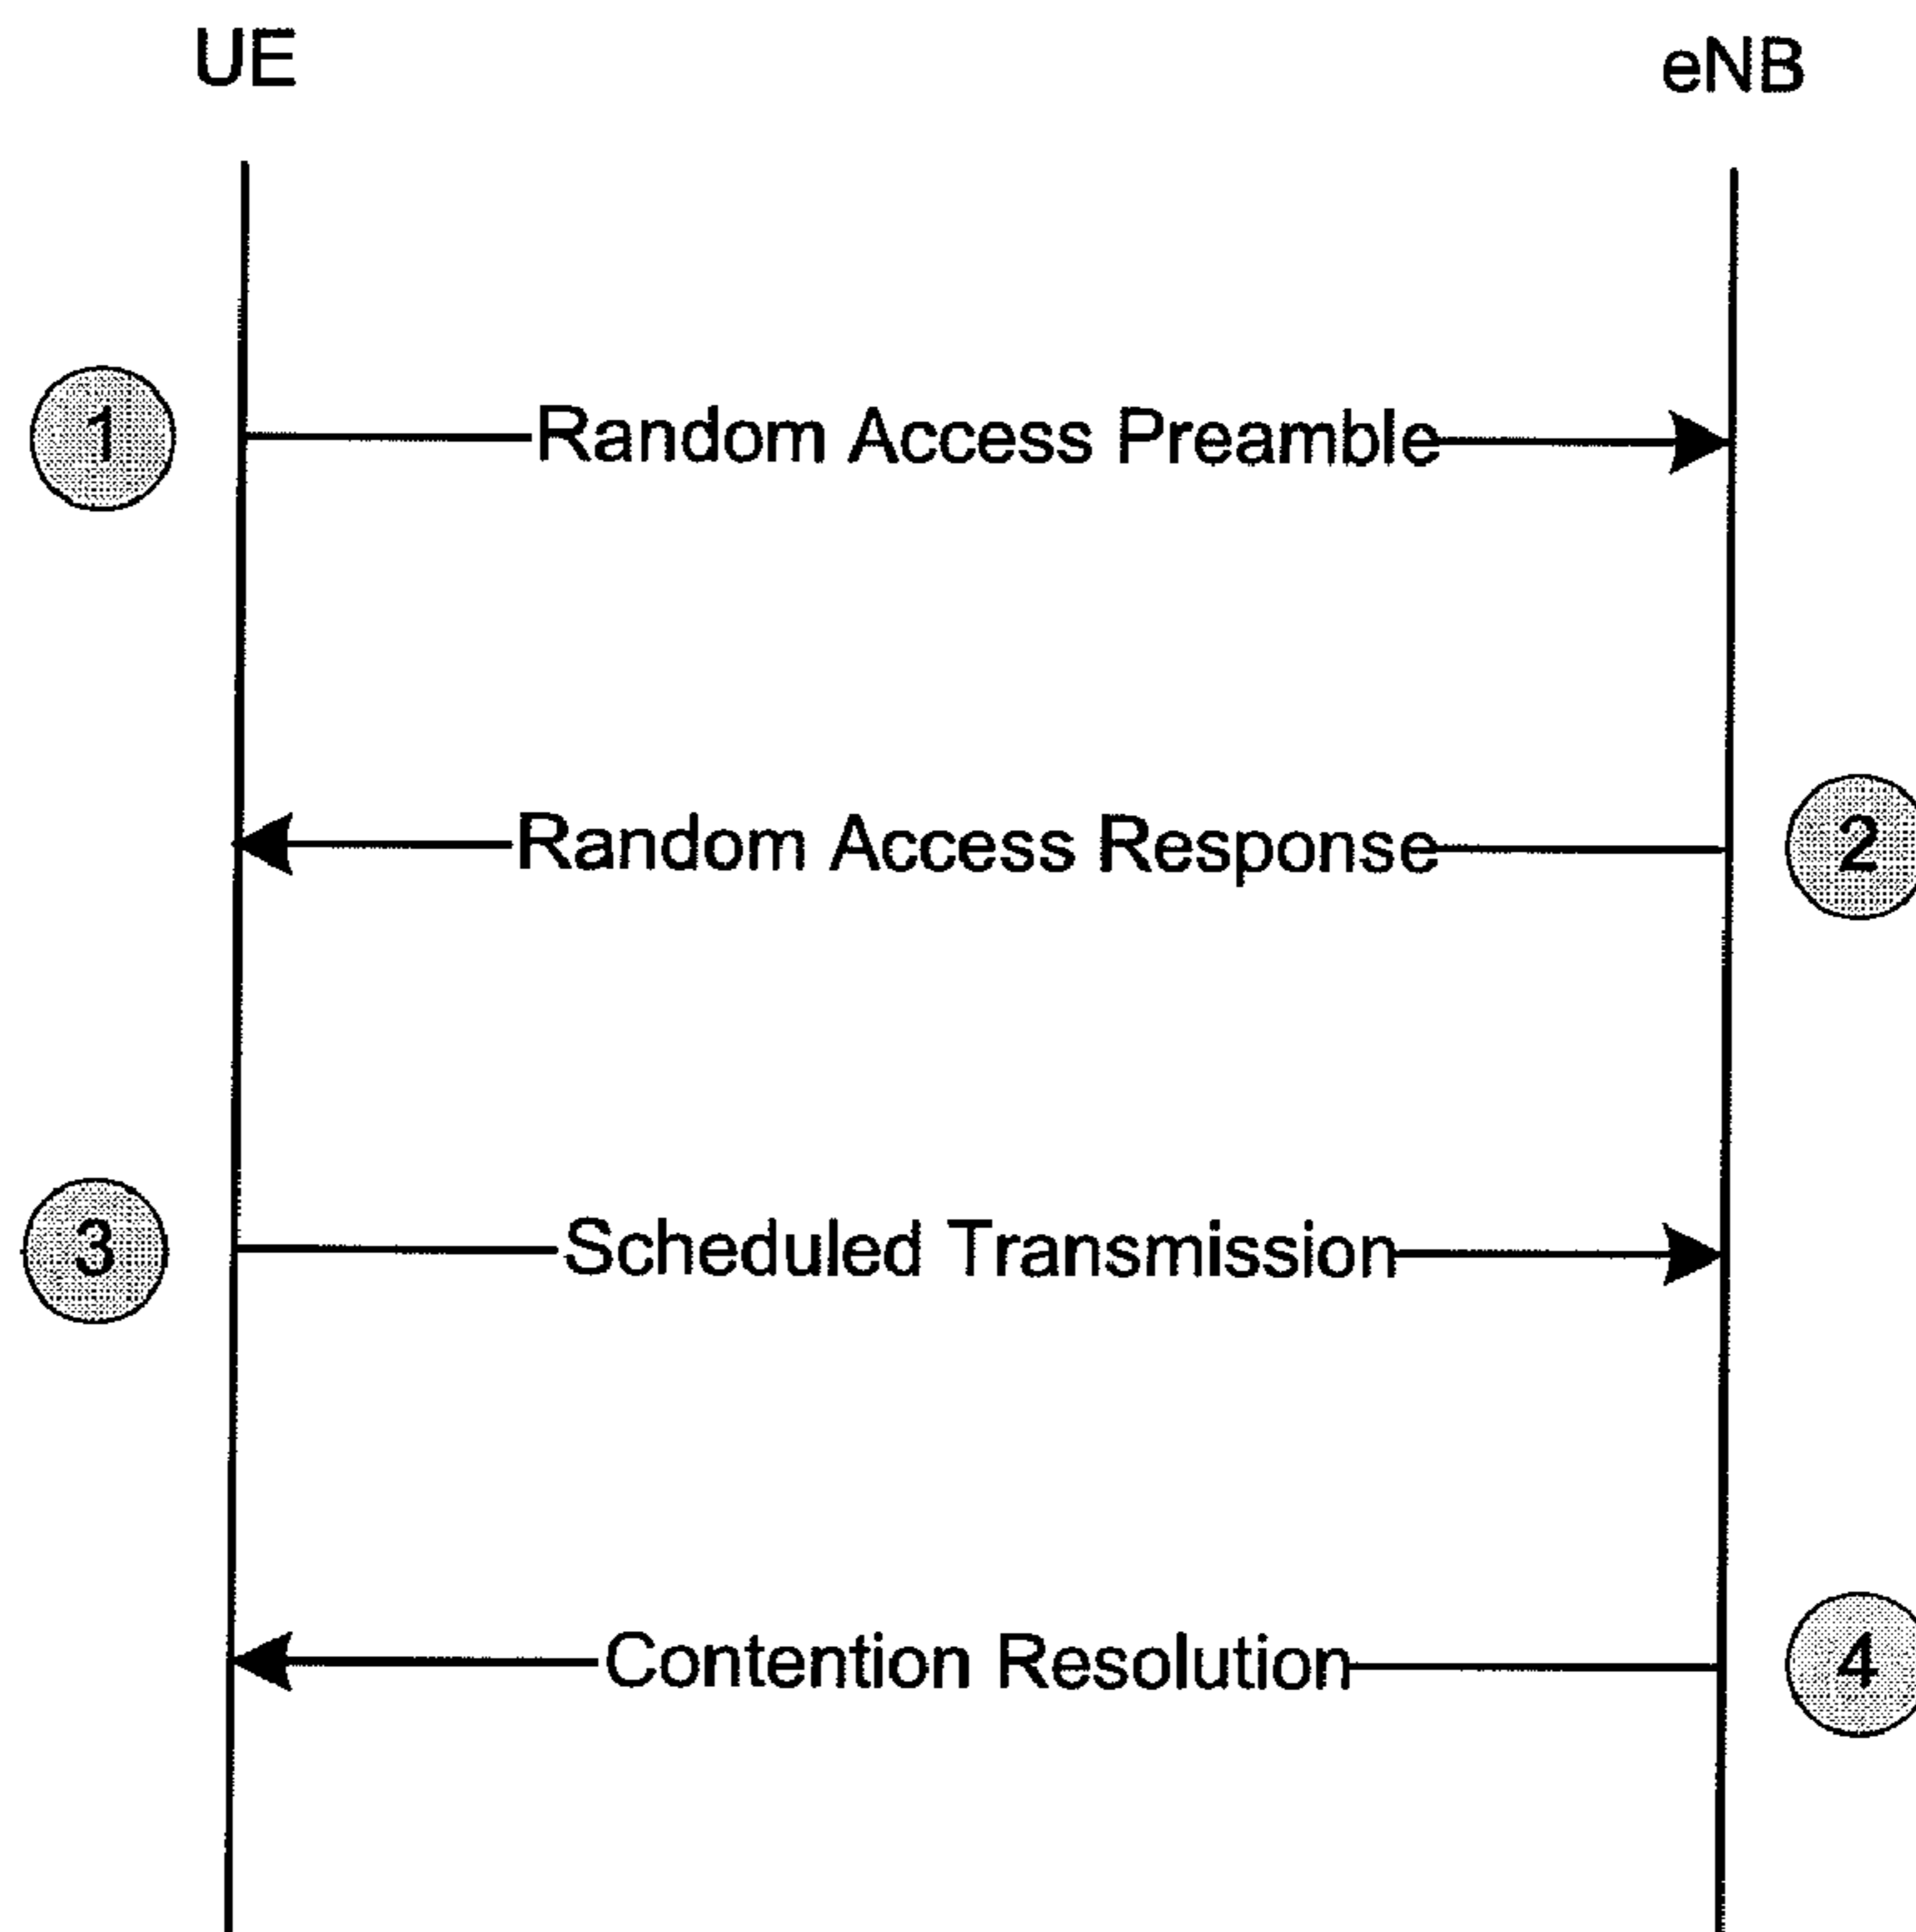 UE
eNB
1
Random Access Preamble
Random Access Response
2
3
Scheduled Transmission
Contention Resolution
4